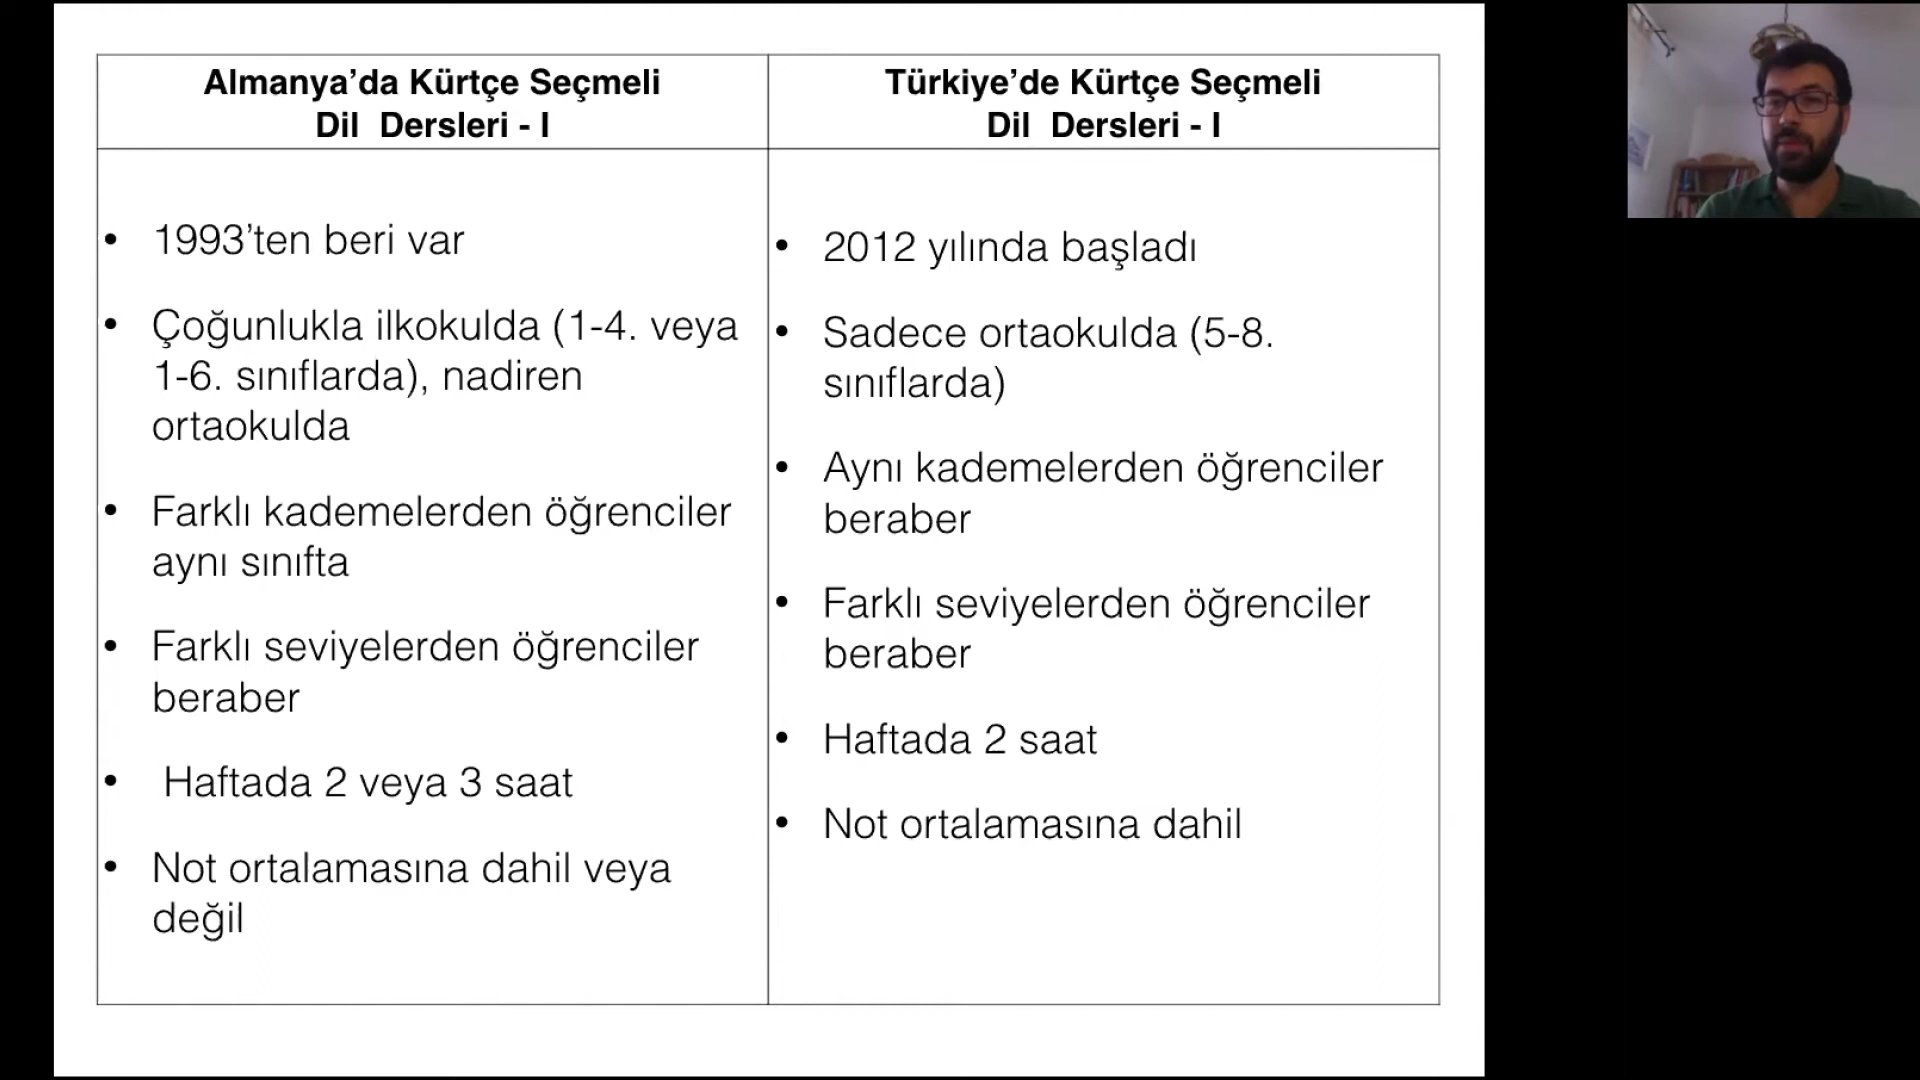 Almanya’da Kürtçe Seçmeli
Dil Dersleri - I
• 1993’ten beri var
• Çoğunlukla ilkokulda (1-4. veya
1-6. sınıflarda), nadiren
ortaokulda
• Farklı kademelerden öğrenciler
aynı sınıfta
• Farklı seviyelerden öğrenciler
beraber
• Haftada 2 veya 3 saat
• Not ortalamasına dahil veya
değil
Türkiye’de Kürtçe Seçmeli
Dil Dersleri - I
• 2012 yılında başladı
• Sadece ortaokulda (5-8.
sınıflarda)
• Aynı kademelerden öğrenciler
beraber
• Farklı seviyelerden öğrenciler
beraber
• Haftada 2 saat
• Not ortalamasına dahil